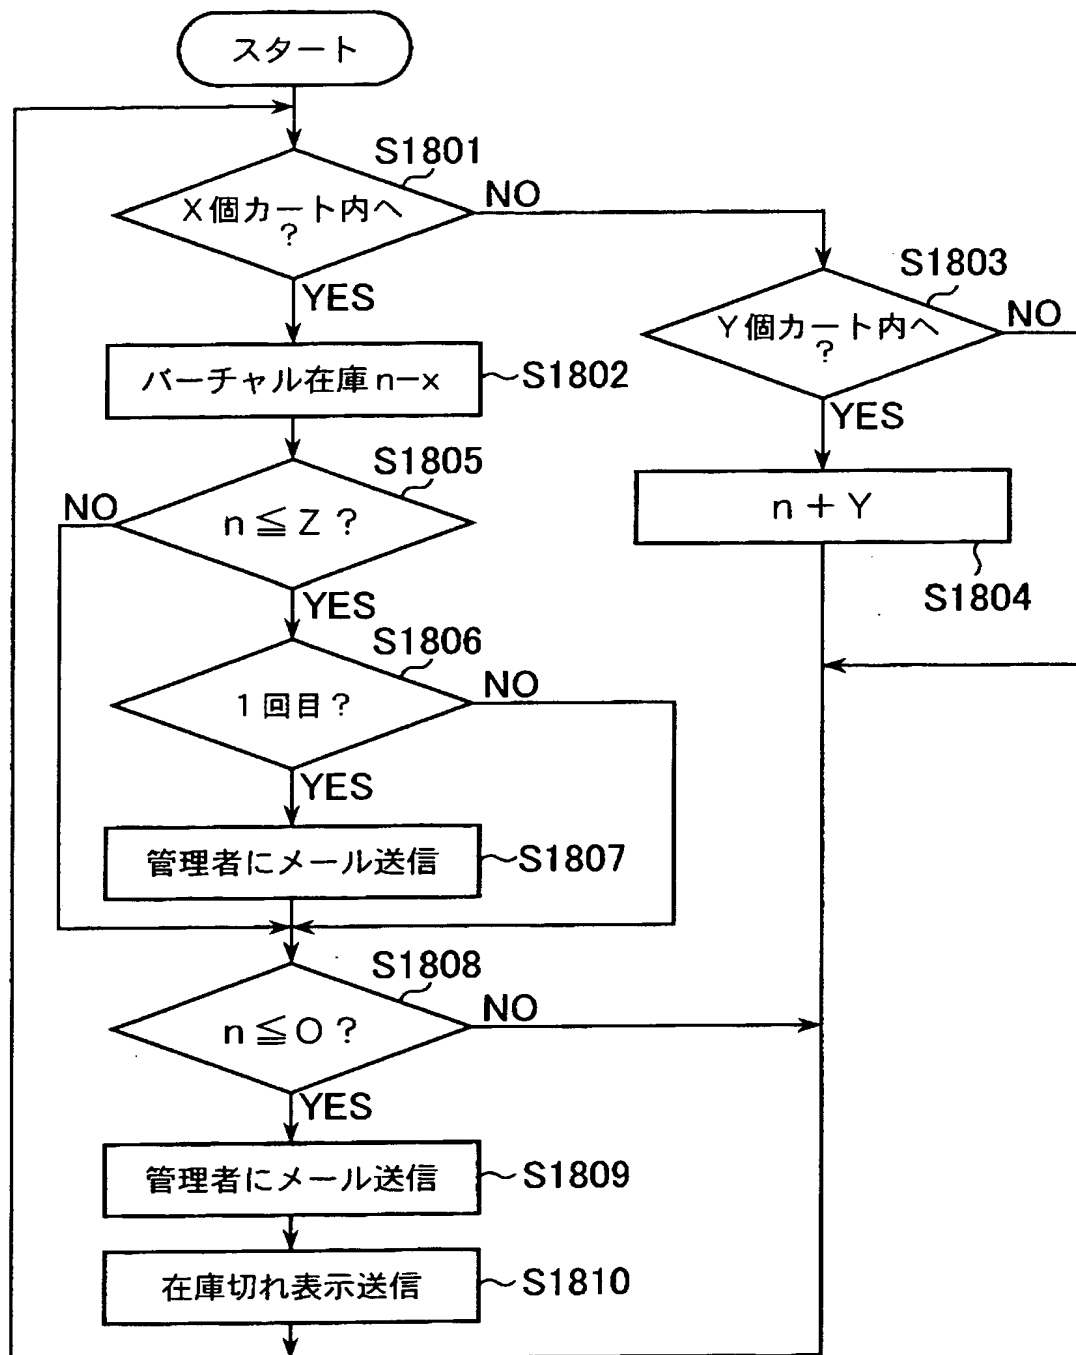 スタート
S1801
X個カート内へ
?
NO
YES
S1803
Y個カート内へ
?
NO
YES
バーチャル在庫n−x
S1802
n+Y
S1804
S1805
n≦Z?
NO
YES
S1806
1回目?
NO
YES
管理者にメール送信
S1807
S1808
n≦O?
NO
YES
管理者にメール送信
S1809
在庫切れ表示送信
S1810